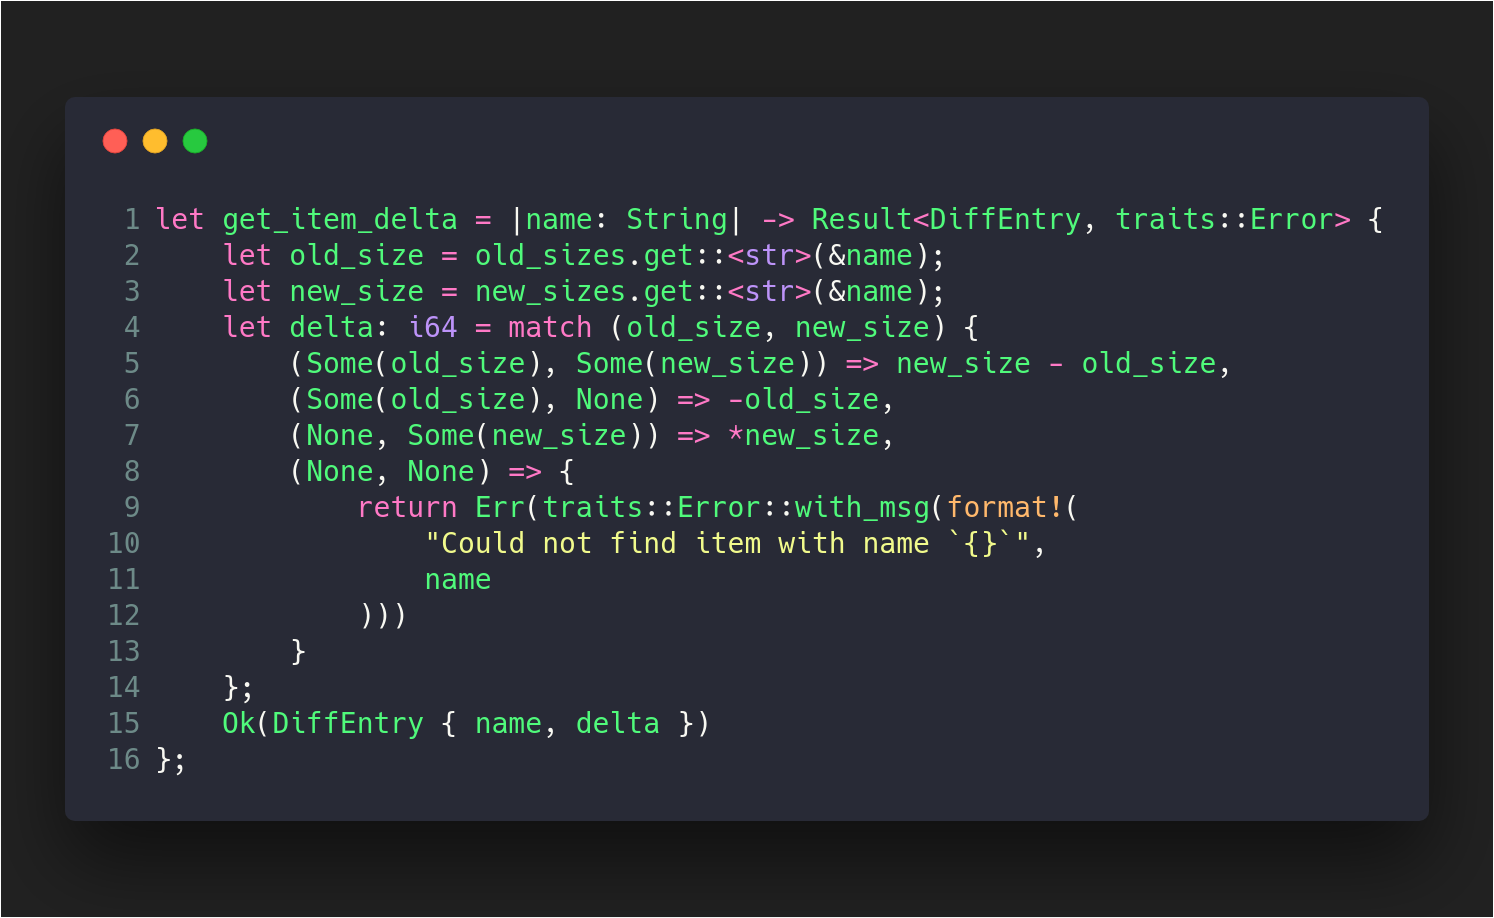 1 let get_item_delta = |name: String| -> Result<DiffEntry, traits::Error> {
2     let old_size = old_sizes.get::<str>(&name);
3     let new_size = new_sizes.get::<str>(&name);
4     let delta: i64 = match (old_size, new_size) {
5         (Some(old_size), Some(new_size)) => new_size - old_size,
6         (Some(old_size), None) => -old_size,
7         (None, Some(new_size)) => *new_size,
8         (None, None) => {
9             return Err(traits::Error::with_msg(format!(
10                 "Could not find item with name `{}`",
11                 name
12             )))
13         }
14     };
15     Ok(DiffEntry { name, delta })
16 };